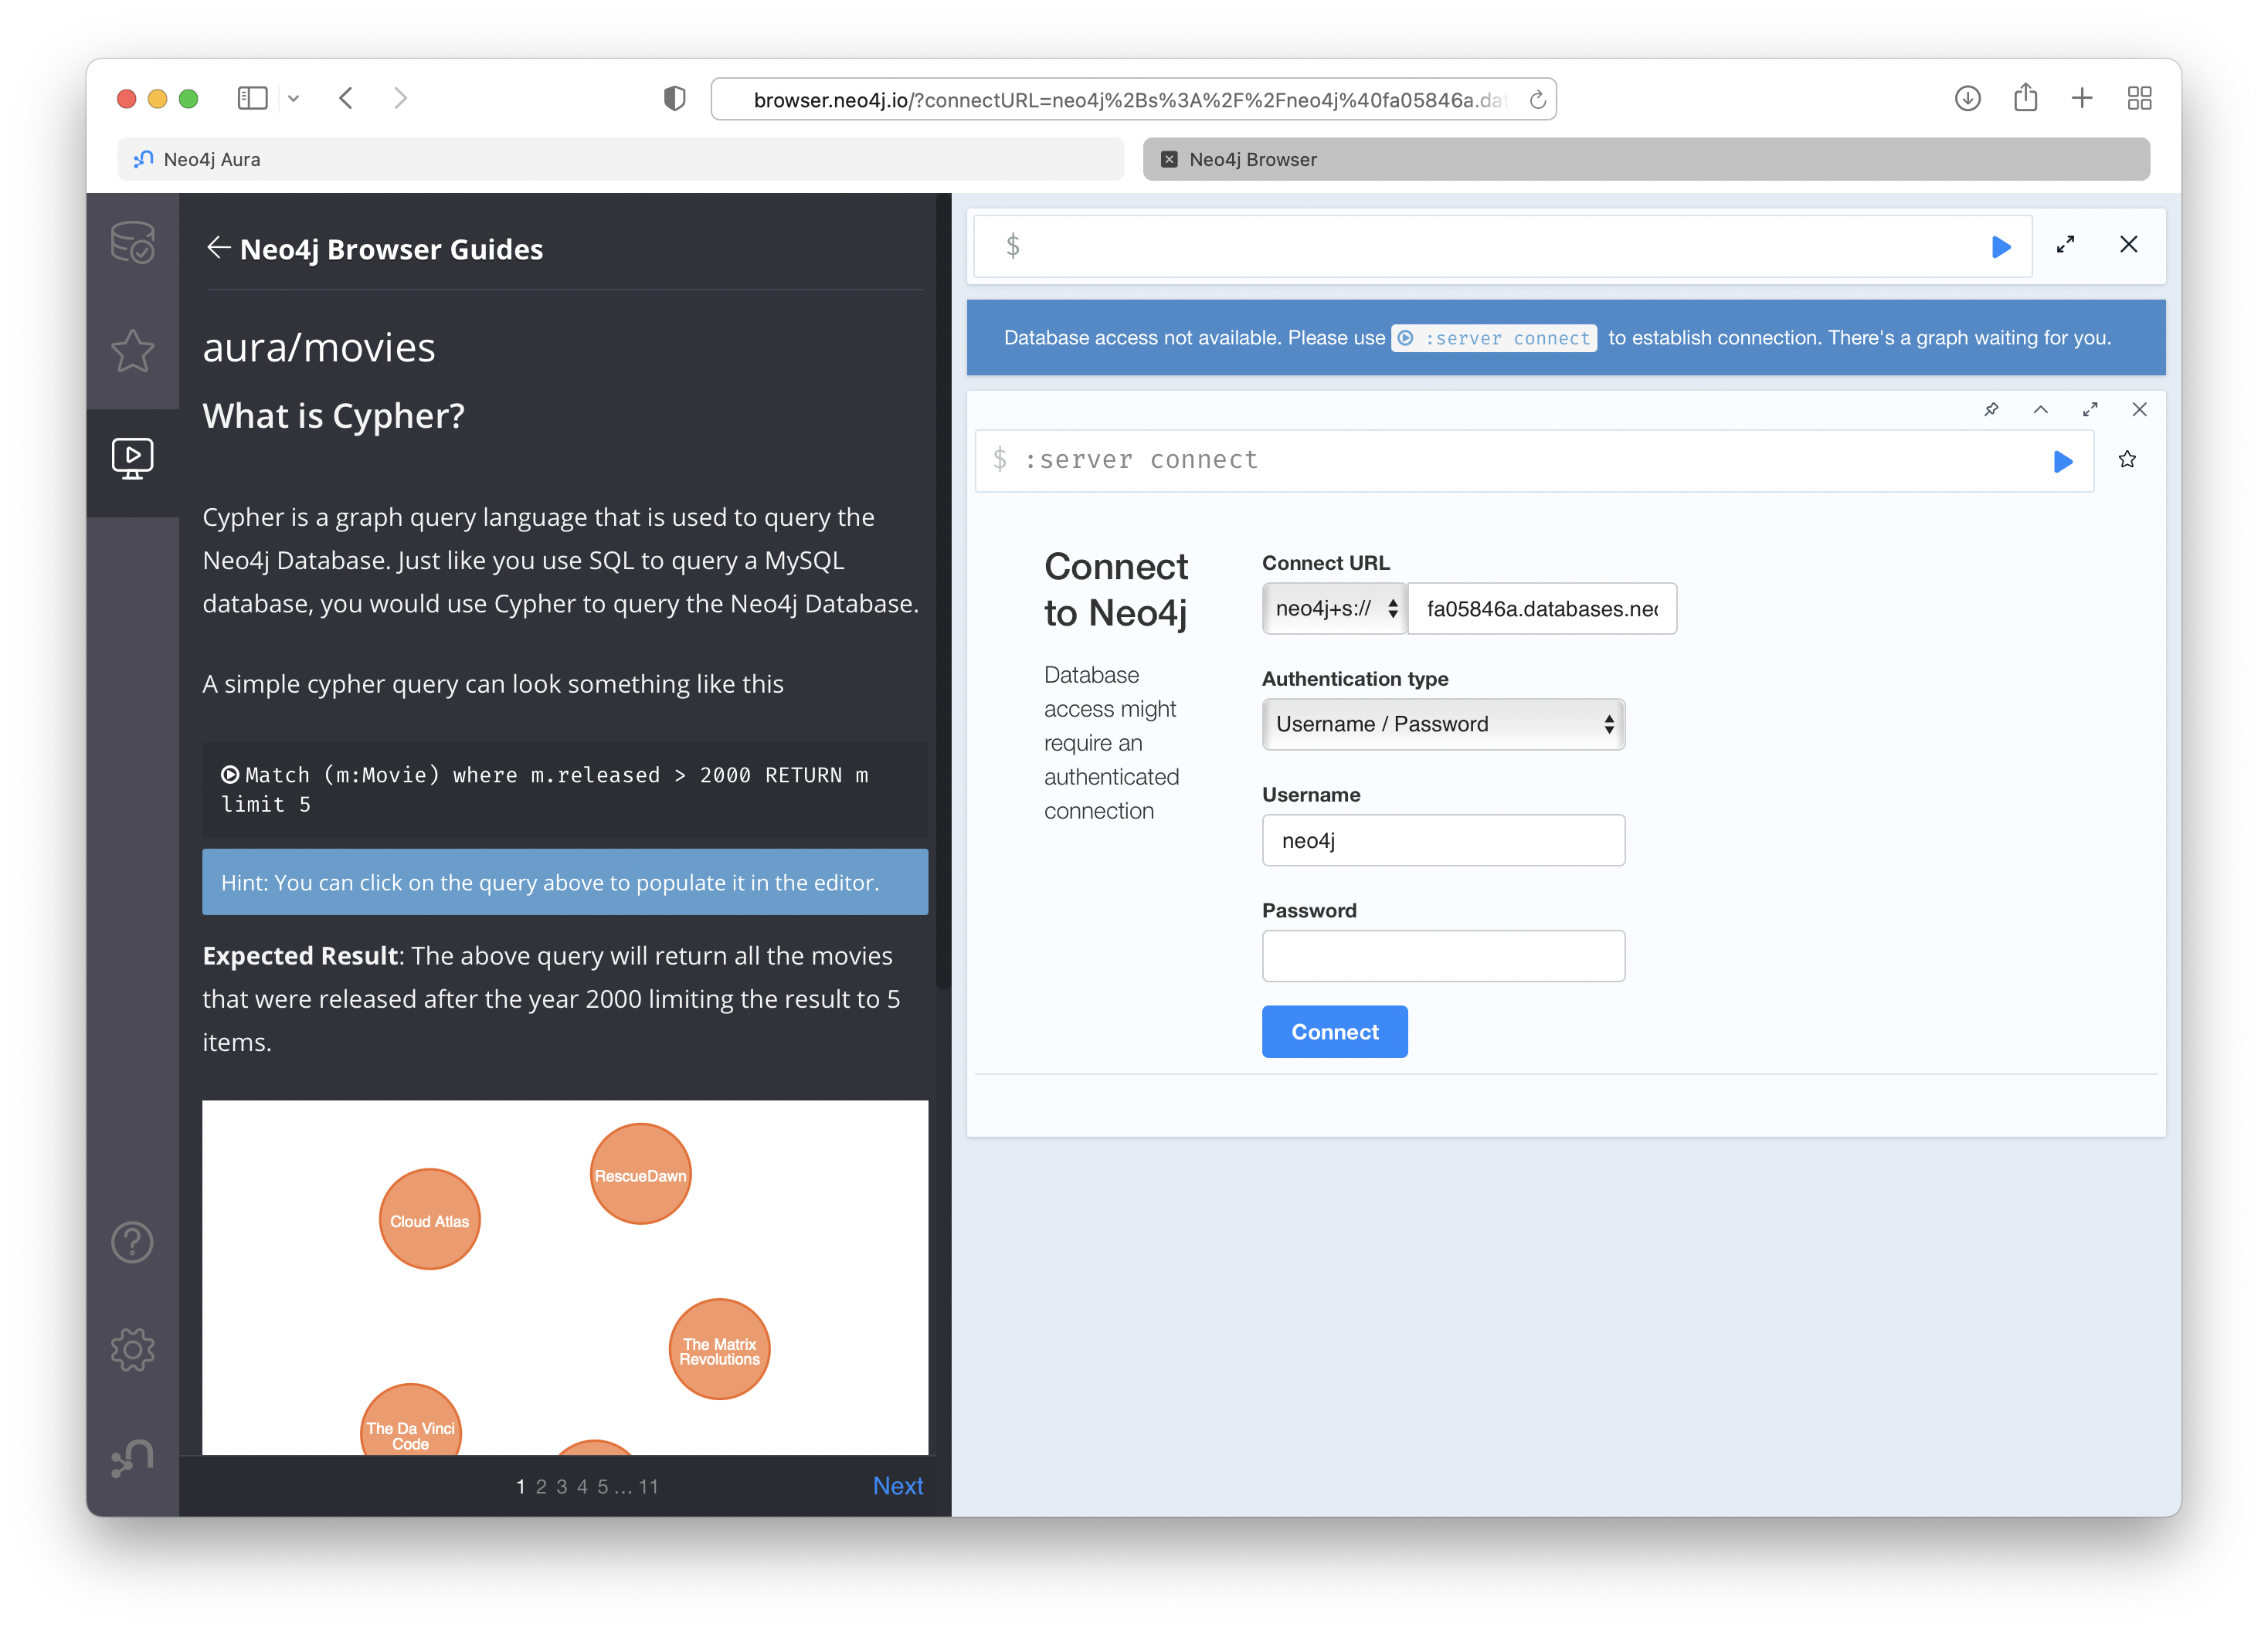 browser.neo4j.io/?connectURL=neo4j%2Bs%3A%2F%2Fneo4j%40fa05846a.dat
Neo4j Aura
Neo4j Browser
Neo4j Browser Guides
aura/movies
What is Cypher?
Cypher is a graph query language that is used to query the
Neo4j Database. Just like you use SQL to query a MySQL
database, you would use Cypher to query the Neo4j Database.
A simple cypher query can look something like this
Match (m:Movie) where m.released > 2000 RETURN m
limit 5
Hint: You can click on the query above to populate it in the editor.
Expected Result: The above query will return all the movies
that were released after the year 2000 limiting the result to 5
items.
RescueDawn
Cloud Atlas
The Matrix
Revolutions
The Da Vinci
Code
1 2 3 4 5 ... 11
Next
$
Database access not available. Please use :server connect to establish connection. There's a graph waiting for you.
$ :server connect
Connect
to Neo4j
Database
access might
require an
authenticated
connection
Connect URL
neo4j+s:// fa05846a.databases.neo
Authentication type
Username / Password
Username
neo4j
Password
Connect